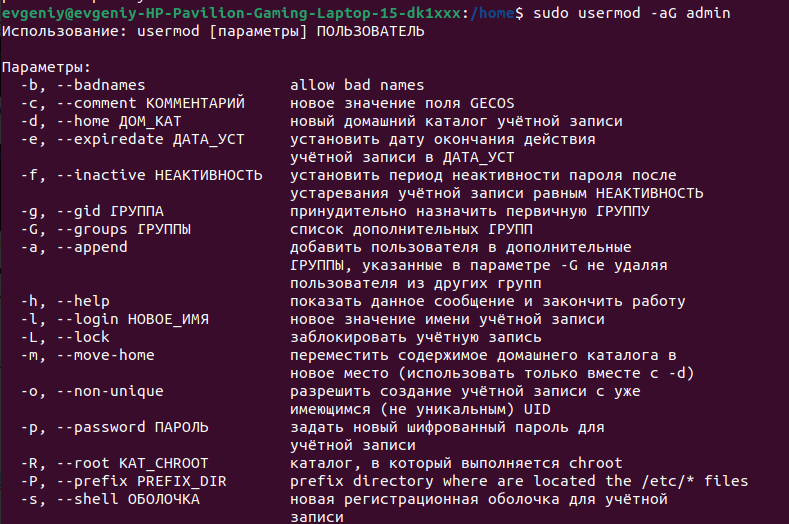 evgeniy@evgeniy-HP-Pavilion-Gaming-Laptop-15-dk1xxx:/home$ sudo usermod -aG admin
Использование: usermod [параметры] ПОЛЬЗОВАТЕЛЬ
Параметры:
-b, --badnames allow bad names
-c, --comment КОММЕНТАРИЙ новое значение поля GECOS
-d, --home ДОМ_КАТ новый домашний каталог учётной записи
-e, --expiredate ДАТА_УСТ установить дату окончания действия
учётной записи в ДАТА_УСТ
-f, --inactive НЕАКТИВНОСТЬ установить период неактивности пароля после
устаревания учётной записи равным НЕАКТИВНОСТЬ
-g, --gid ГРУППА принудительно назначить первичную ГРУППУ
-G, --groups ГРУППЫ список дополнительных ГРУПП
-a, --append добавить пользователя в дополнительные
ГРУППЫ, указанные в параметре -G не удаляя
пользователя из других групп
-h, --help показать данное сообщение и закончить работу
-l, --login НОВОЕ_ИМЯ новое значение имени учётной записи
-L, --lock заблокировать учётную запись
-m, --move-home переместить содержимое домашнего каталога в
новое место (использовать только вместе с -d)
-o, --non-unique разрешить создание учётной записи с уже
имеющимся (не уникальным) UID
-p, --password ПАРОЛЬ задать новый шифрованный пароль для
учётной записи
-R, --root КАТ_CHROOT каталог, в который выполняется chroot
-P, --prefix PREFIX_DIR prefix directory where are located the /etc/* files
-s, --shell ОБОЛОЧКА новая регистрационная оболочка для учётной
записи